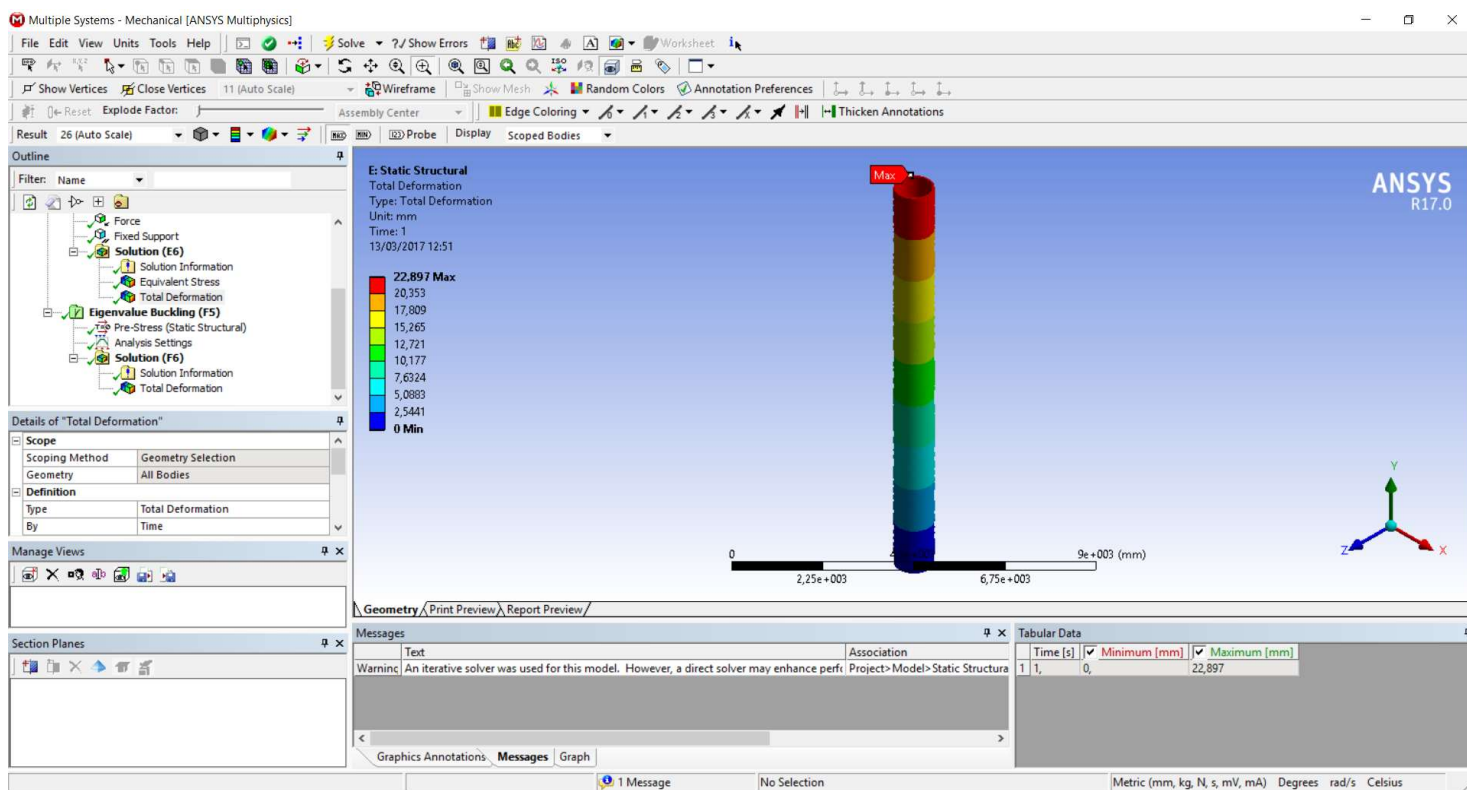 Multiple Systems - Mechanical [ANSYS Multiphysics]
File Edit View Units Tools Help Solve ?/ Show Errors Worksheet
Show Vertices Close Vertices 11 (Auto Scale) Wireframe Show Mesh Random Colors Annotation Preferences
Reset Explode Factor: Assembly Center Edge Coloring Thicken Annotations
Result 26 (Auto Scale) Probe Display Scoped Bodies
Outline
Filter: Name
Force
Fixed Support
Solution (E6)
Solution Information
Equivalent Stress
Total Deformation
Eigenvalue Buckling (F5)
Pre-Stress (Static Structural)
Analysis Settings
Solution (F6)
Solution Information
Total Deformation
Details of "Total Deformation"
Scope
Scoping Method Geometry Selection
Geometry All Bodies
Definition
Type Total Deformation
By Time
Manage Views
Section Planes
E: Static Structural
Total Deformation
Type: Total Deformation
Unit: mm
Time: 1
13/03/2017 12:51
22,897 Max
20,353
17,809
15,265
12,721
10,177
7,6324
5,0883
2,5441
0 Min
Max
ANSYS
R17.0
Y
Z
X
0 9e+003 (mm)
2,25e+003 6,75e+003
Geometry Print Preview Report Preview
Messages
Text Association
Warning An iterative solver was used for this model. However, a direct solver may enhance perfo Project>Model>Static Structura
Graphics Annotations Messages Graph
Tabular Data
Time [s] Minimum [mm] Maximum [mm]
1 1, 0, 22,897
1 Message No Selection Metric (mm, kg, N, s, mV, mA) Degrees rad/s Celsius